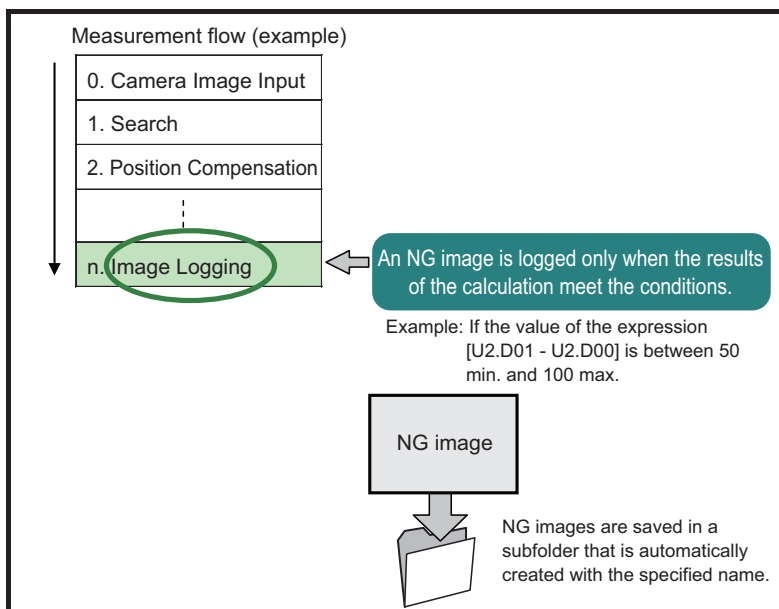 Measurement flow (example)
0. Camera Image Input
1. Search
2. Position Compensation
n. Image Logging
An NG image is logged only when the results
of the calculation meet the conditions.
Example: If the value of the expression
[U2.D01 - U2.D00] is between 50
min. and 100 max.
NG image
NG images are saved in a
subfolder that is automatically
created with the specified name.